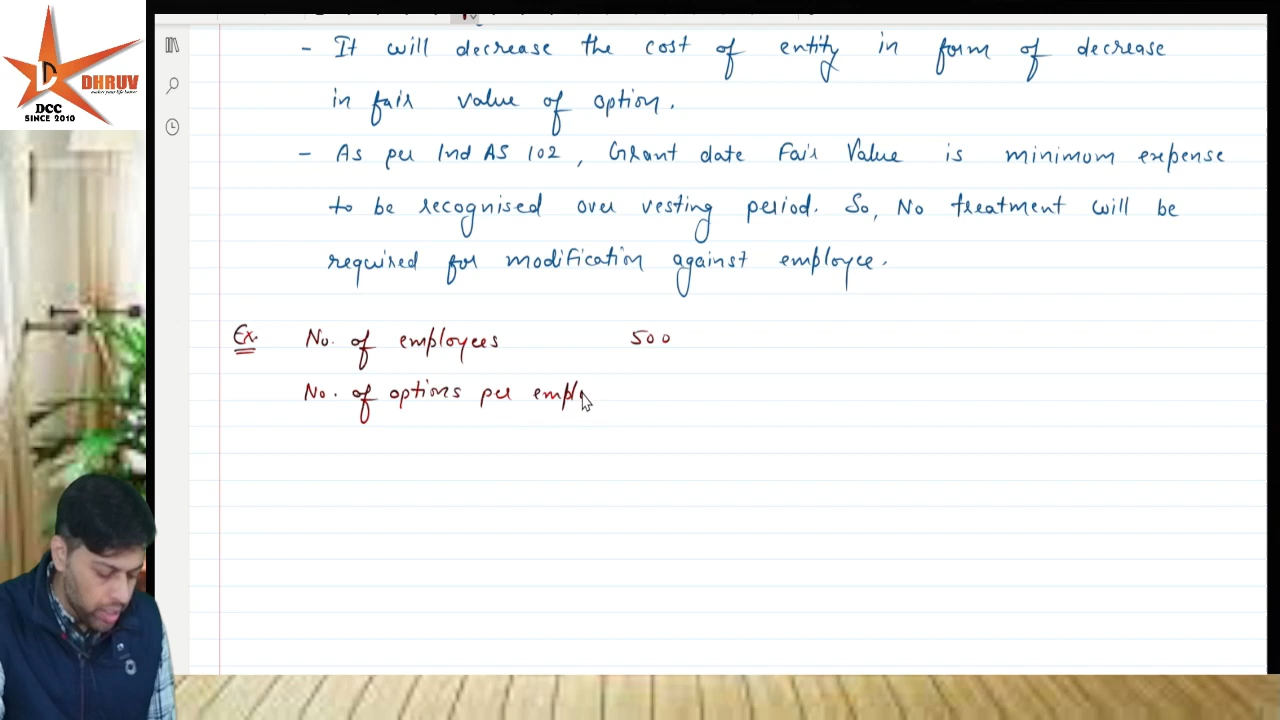 DHRUV
DCC
SINCE 2010
- It will decrease the cost of entity in form of decrease
in fair value of option.
- As per Ind AS 102, Grant date Fair Value is minimum expense
to be recognised over vesting period. So, No treatment will be
required for modification against employee.
Ex. No. of employees 500
No. of options per emplo